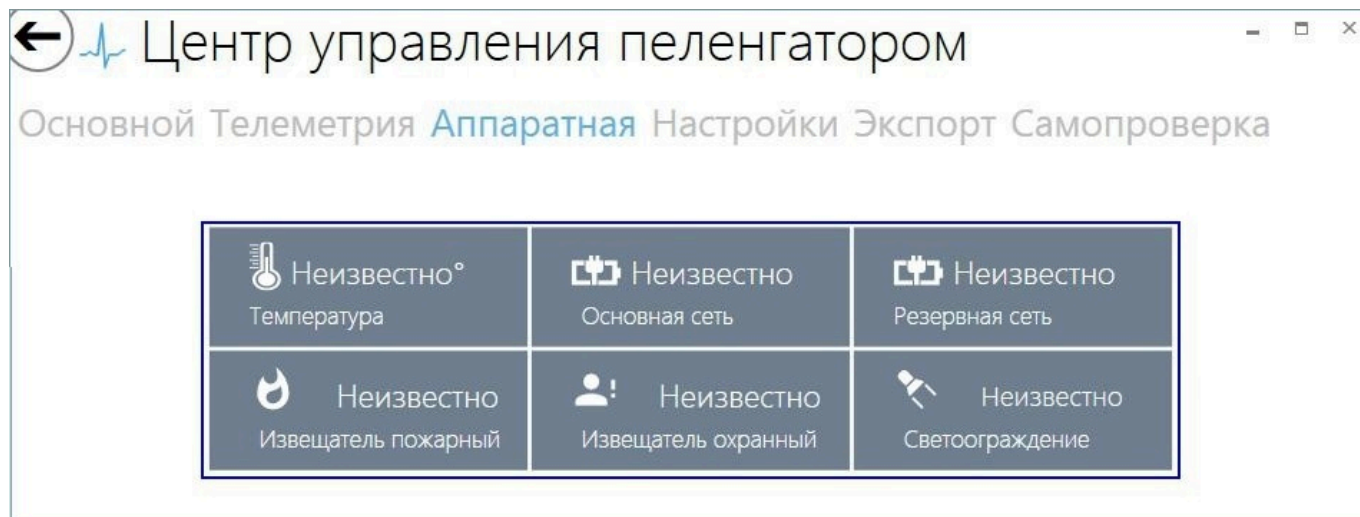 Центр управления пеленгатором
Основной Телеметрия Аппаратная Настройки Экспорт Самопроверка
Неизвестно° Неизвестно Неизвестно
Температура Основная сеть Резервная сеть
Неизвестно Неизвестно Неизвестно
Извещатель пожарный Извещатель охранный Светоограждение